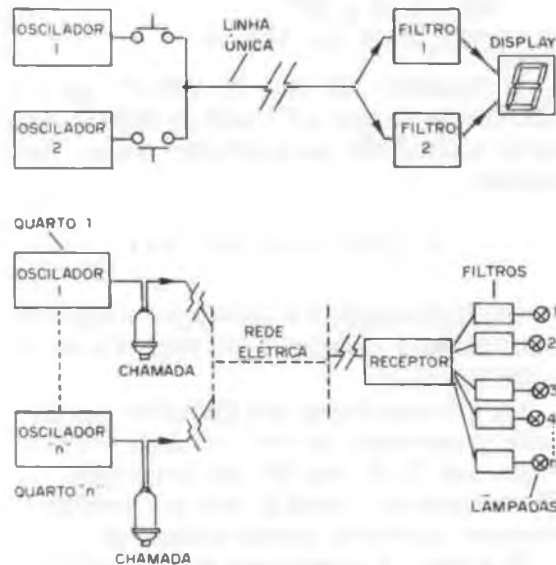 OSCILADOR
1
LINHA
ÚNICA
FILTRO
1
DISPLAY
OSCILADOR
2
FILTRO
2
QUARTO 1
OSCILADOR
1
CHAMADA
REDE
ELÉTRICA
RECEPTOR
FILTROS
1
2
3
4
n
LÂMPADAS
OSCILADOR
"n"
QUARTO "n"
CHAMADA